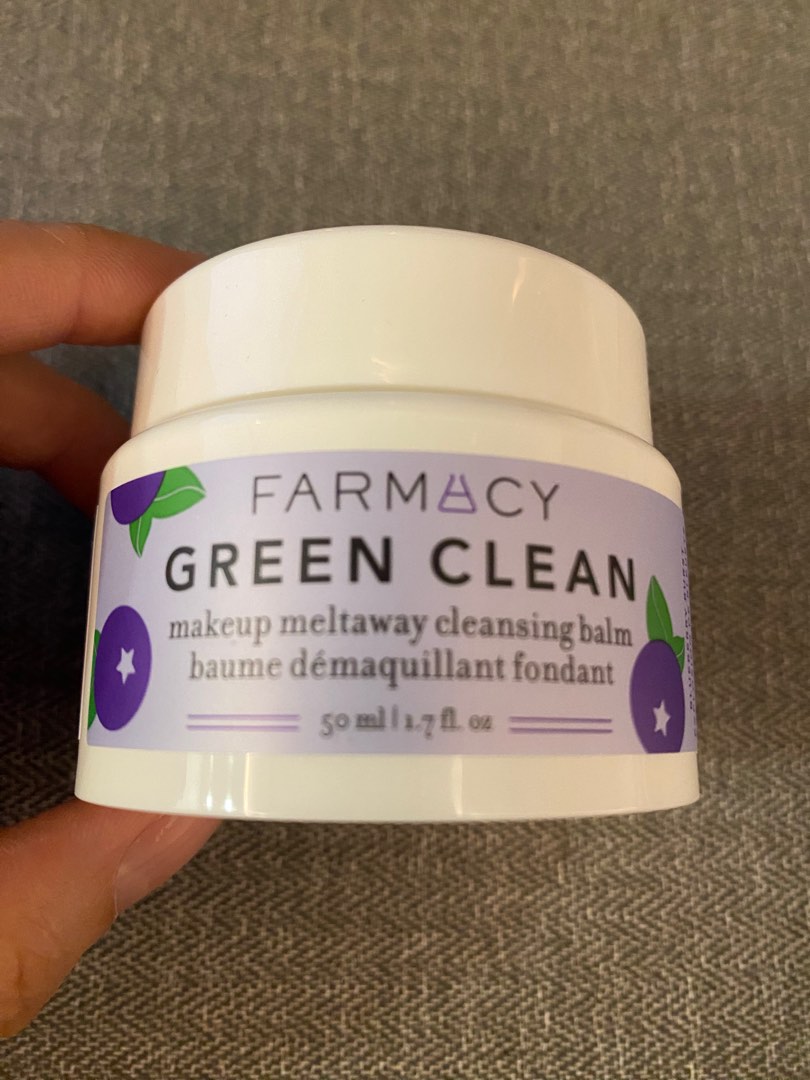 FARMACY
GREEN CLEAN
makeup meltaway cleansing balm
baume démaquillant fondant
50 ml | 1.7 fl. oz